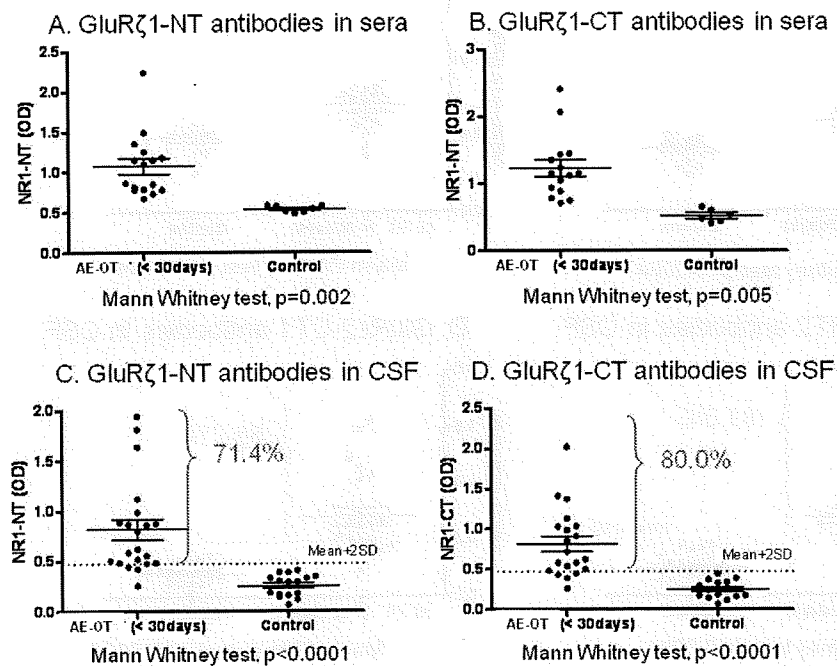 A. GluRζ1-NT antibodies in sera
NR1-NT (OD)
2.5
2.0
1.5
1.0
0.5
0.0
AE-OT (< 30days) Control
Mann Whitney test, p=0.002
B. GluRζ1-CT antibodies in sera
NR1-NT (OD)
3
2
1
0
AE-OT (< 30days) Control
Mann Whitney test, p=0.005
C. GluRζ1-NT antibodies in CSF
NR1-NT (OD)
2.0
1.5
1.0
0.5
0.0
71.4%
Mean+2SD
AE-OT (< 30days) Control
Mann Whitney test, p<0.0001
D. GluRζ1-CT antibodies in CSF
NR1-CT (OD)
2.5
2.0
1.5
1.0
0.5
0.0
80.0%
Mean+2SD
AE-OT (< 30days) Control
Mann Whitney test, p<0.0001